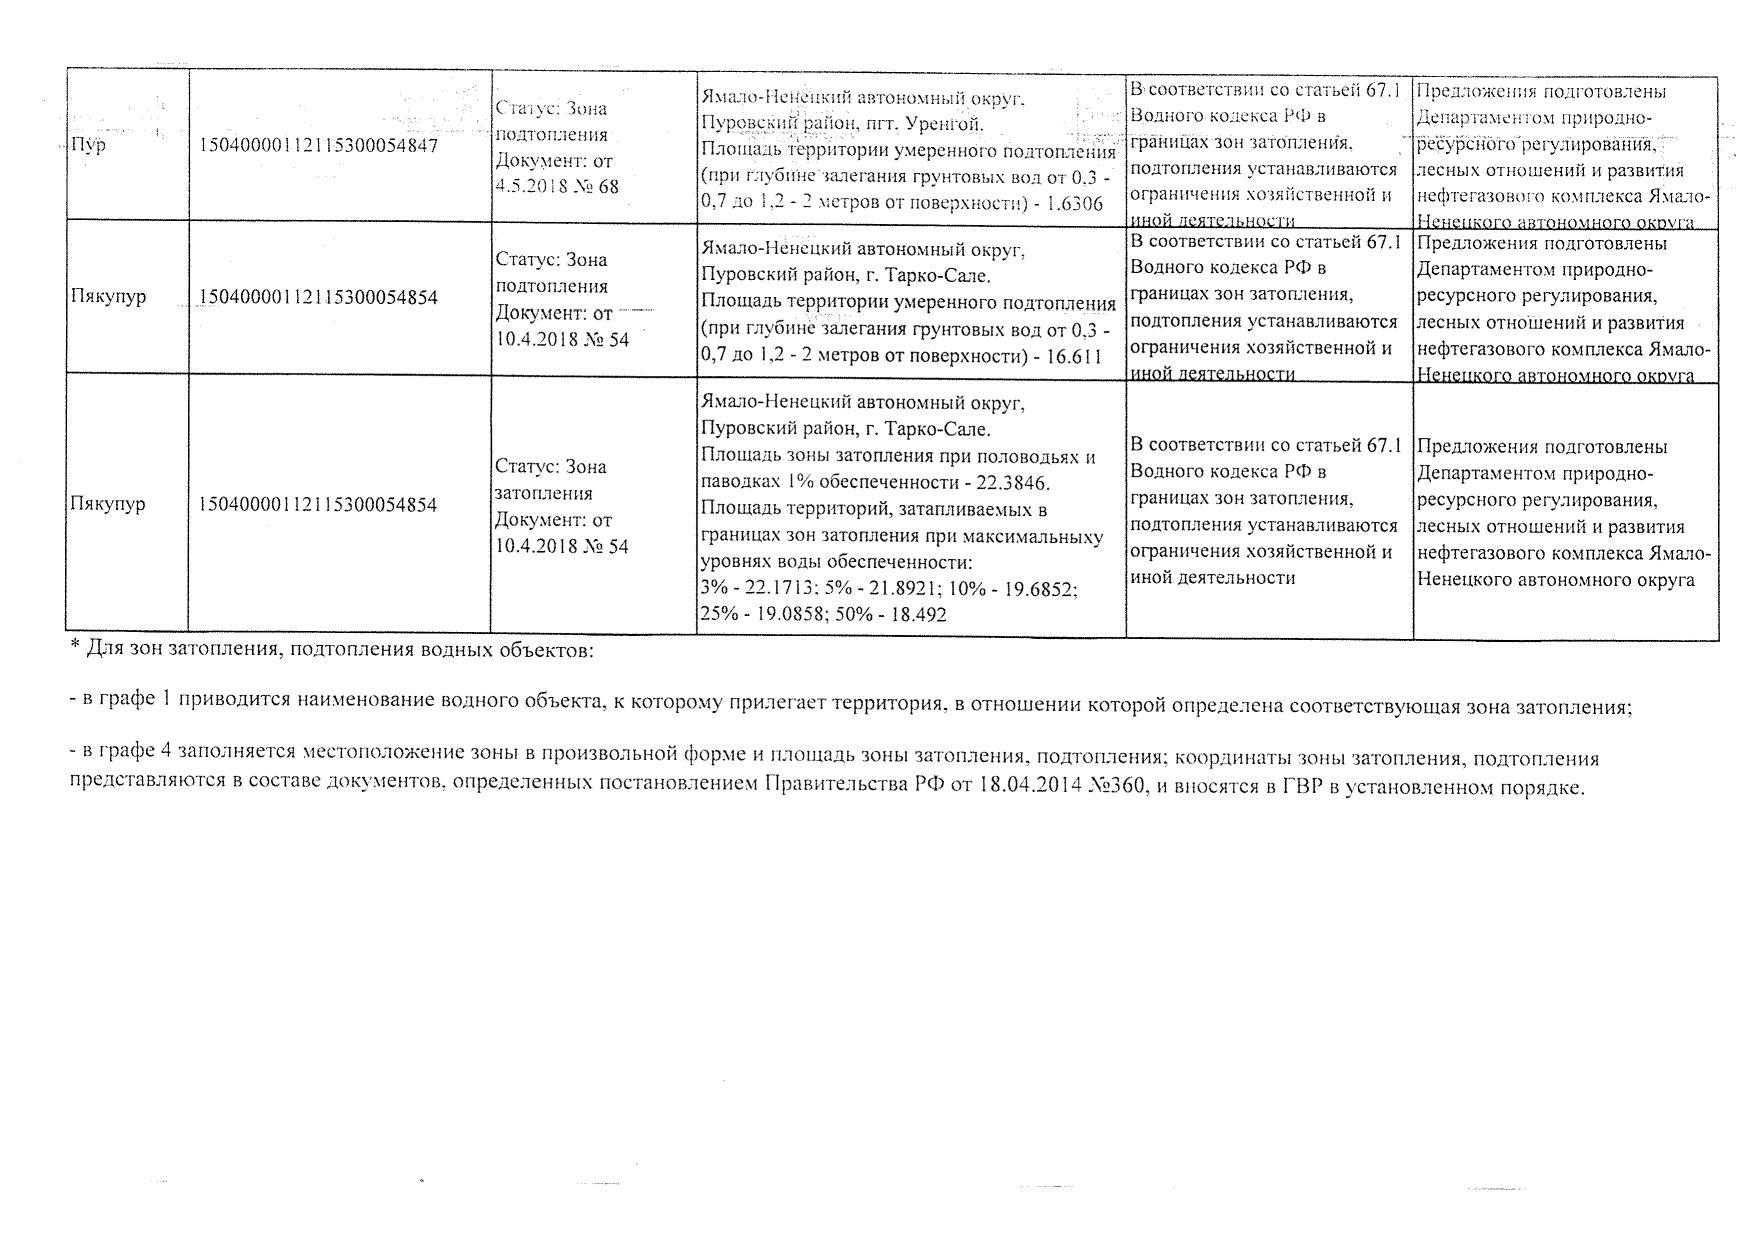 Пур
15040000112115300054847
Статус: Зона
подтопления
Документ: от
4.5.2018 № 68
Ямало-Ненецкий автономный округ.
Пуровский район, пгт. Уренгой.
Площадь территории умеренного подтопления
(при глубине залегания грунтовых вод от 0,3 -
0,7 до 1,2 - 2 метров от поверхности) - 1.6306
В соответствии со статьей 67.1
Водного кодекса РФ в
границах зон затопления,
подтопления устанавливаются
ограничения хозяйственной и
иной деятельности
Предложения подготовлены
Департаментом природно-
ресурсного регулирования,
лесных отношений и развития
нефтегазового комплекса Ямало-
Ненецкого автономного округа
Пякупур
15040000112115300054854
Статус: Зона
подтопления
Документ: от
10.4.2018 № 54
Ямало-Ненецкий автономный округ,
Пуровский район, г. Тарко-Сале.
Площадь территории умеренного подтопления
(при глубине залегания грунтовых вод от 0,3 -
0,7 до 1,2 - 2 метров от поверхности) - 16.611
В соответствии со статьей 67.1
Водного кодекса РФ в
границах зон затопления,
подтопления устанавливаются
ограничения хозяйственной и
иной деятельности
Предложения подготовлены
Департаментом природно-
ресурсного регулирования,
лесных отношений и развития
нефтегазового комплекса Ямало-
Ненецкого автономного округа
Пякупур
15040000112115300054854
Статус: Зона
затопления
Документ: от
10.4.2018 № 54
Ямало-Ненецкий автономный округ,
Пуровский район, г. Тарко-Сале.
Площадь зоны затопления при половодьях и
паводках 1% обеспеченности - 22.3846.
Площадь территорий, затапливаемых в
границах зон затопления при максимальныху
уровнях воды обеспеченности:
3% - 22.1713; 5% - 21.8921; 10% - 19.6852;
25% - 19.0858; 50% - 18.492
В соответствии со статьей 67.1
Водного кодекса РФ в
границах зон затопления,
подтопления устанавливаются
ограничения хозяйственной и
иной деятельности
Предложения подготовлены
Департаментом природно-
ресурсного регулирования,
лесных отношений и развития
нефтегазового комплекса Ямало-
Ненецкого автономного округа
* Для зон затопления, подтопления водных объектов:
- в графе 1 приводится наименование водного объекта, к которому прилегает территория, в отношении которой определена соответствующая зона затопления;
- в графе 4 заполняется местоположение зоны в произвольной форме и площадь зоны затопления, подтопления; координаты зоны затопления, подтопления
представляются в составе документов, определенных постановлением Правительства РФ от 18.04.2014 №360, и вносятся в ГВР в установленном порядке.